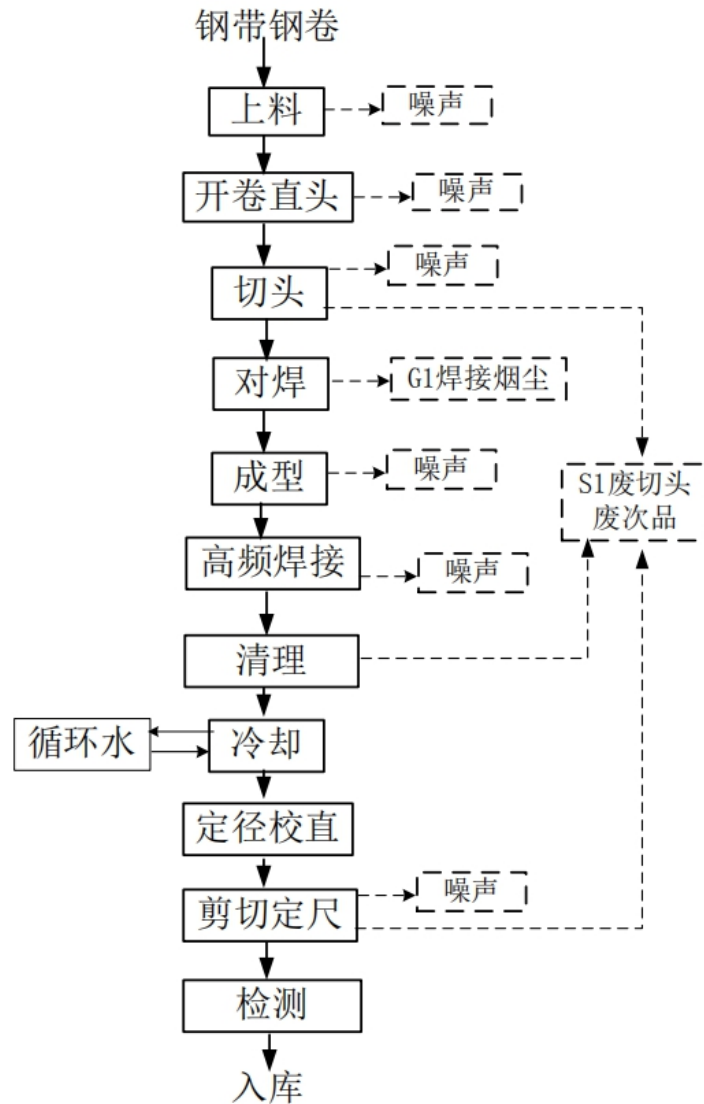 钢带钢卷
上料
噪声
开卷直头
噪声
切头
噪声
对焊
G1焊接烟尘
成型
噪声
S1废切头
废次品
高频焊接
噪声
清理
循环水
冷却
定径校直
剪切定尺
噪声
检测
入库